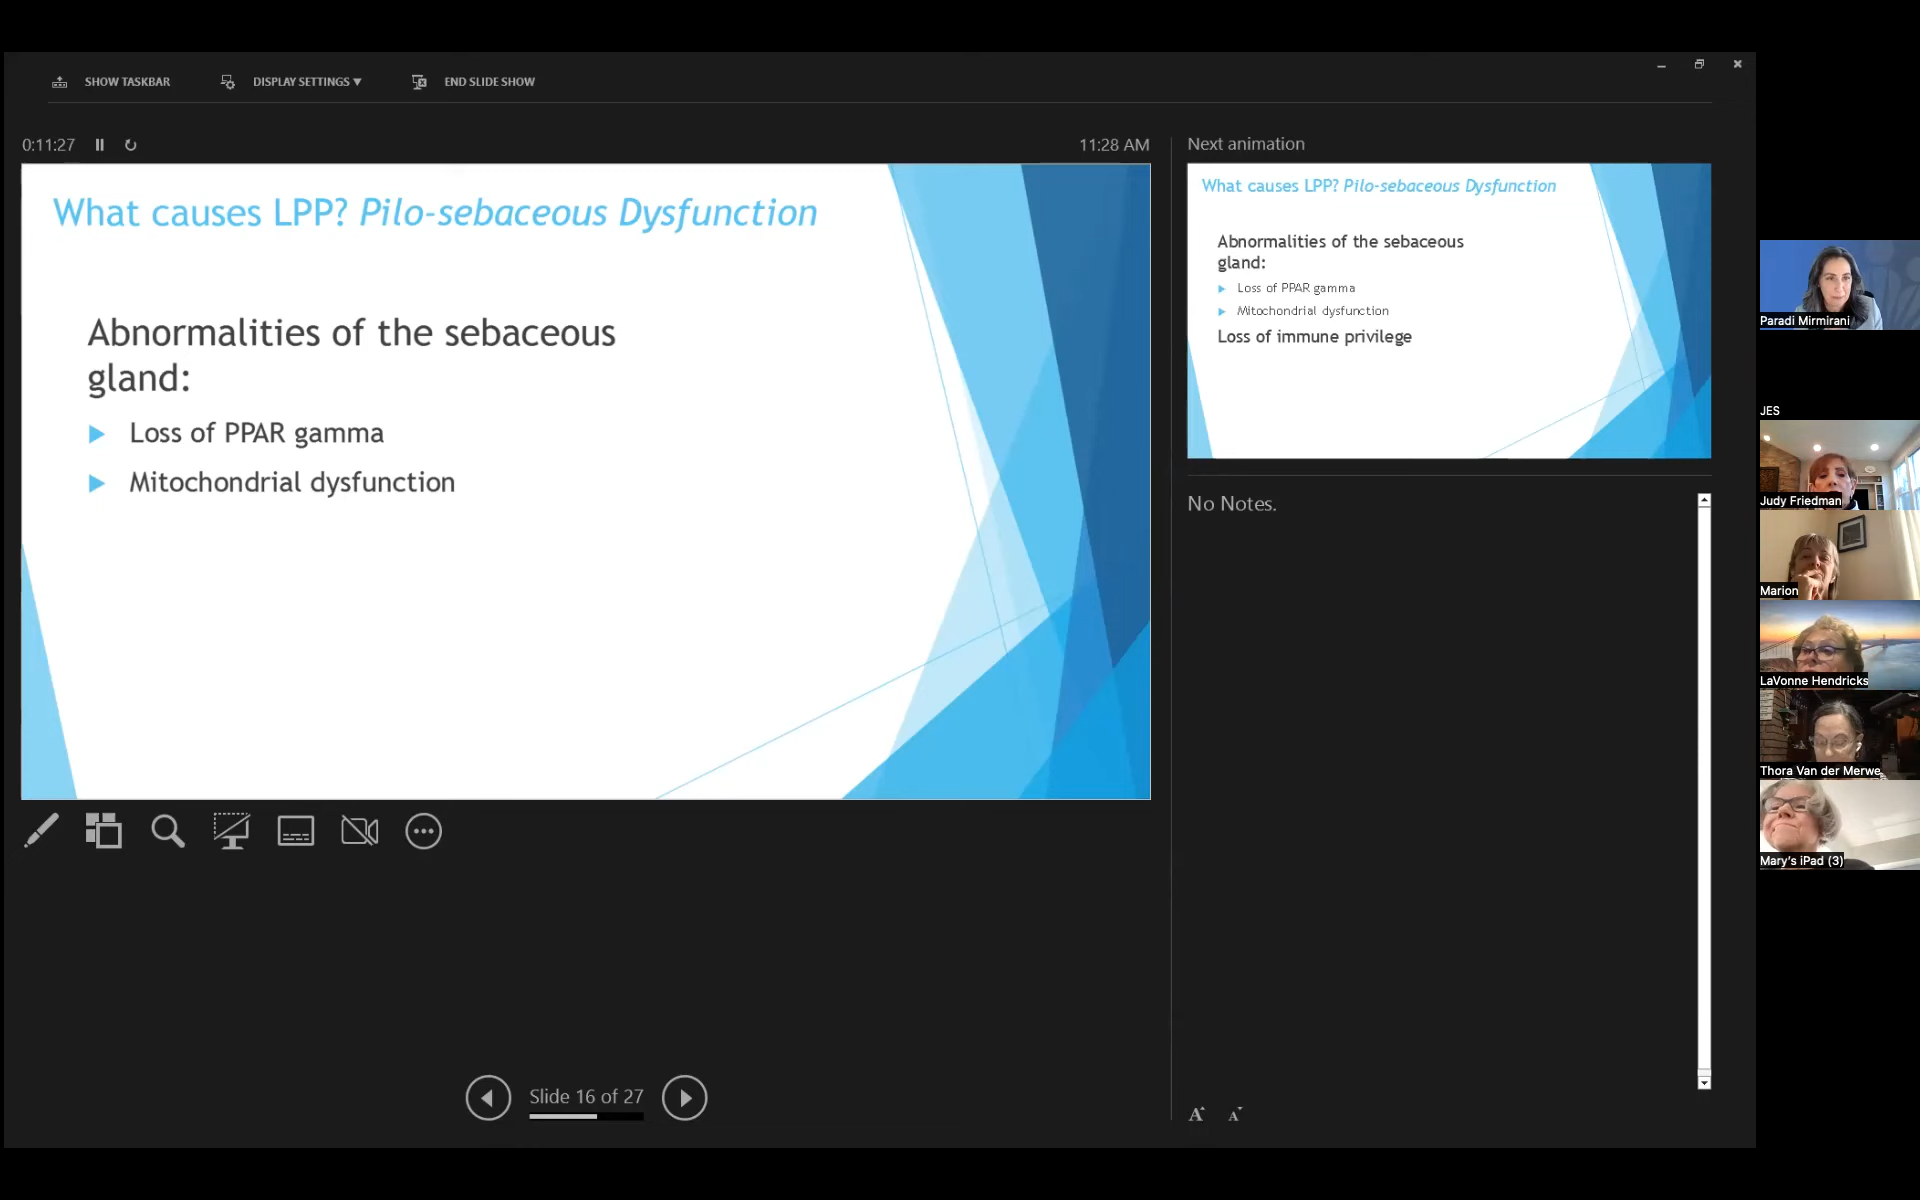 SHOW TASKBAR
DISPLAY SETTINGS ▼
END SLIDE SHOW
0:11:27
11:28 AM
What causes LPP? Pilo-sebaceous Dysfunction
Abnormalities of the sebaceous
gland:
Loss of PPAR gamma
Mitochondrial dysfunction
Slide 16 of 27
Next animation
What causes LPP? Pilo-sebaceous Dysfunction
Abnormalities of the sebaceous
gland:
Loss of PPAR gamma
Mitochondrial dysfunction
Loss of immune privilege
No Notes.
A
A
Paradi Mirmirani
JES
Judy Friedman
Marion
LaVonne Hendricks
Thora Van der Merwe
Mary's iPad (3)